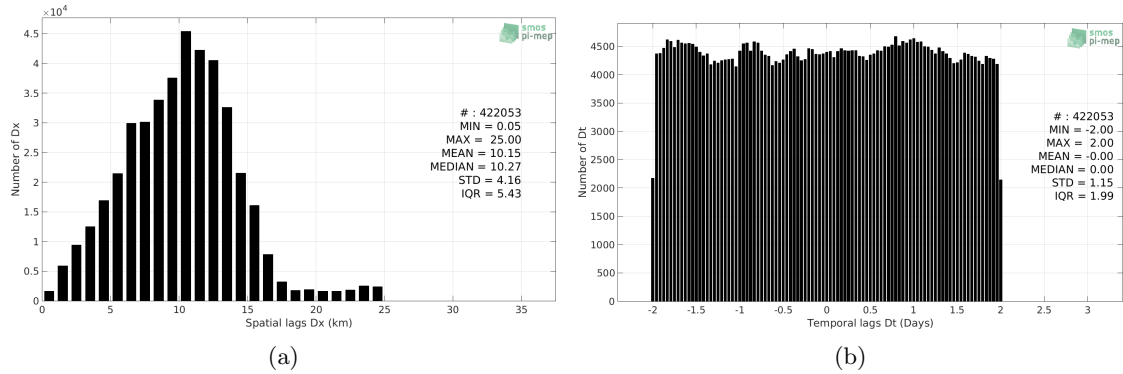 ×10⁴
4.5
4
3.5
3
2.5
2
1.5
1
0.5
0
Number of Dx
smos
pi-mep
# : 422053
MIN = 0.05
MAX = 25.00
MEAN = 10.15
MEDIAN = 10.27
STD = 4.16
IQR = 5.43
0 5 10 15 20 25 30 35
Spatial lags Dx (km)
(a)
4500
4000
3500
3000
2500
2000
1500
1000
500
0
Number of Dt
smos
pi-mep
# : 422053
MIN = -2.00
MAX = 2.00
MEAN = -0.00
MEDIAN = 0.00
STD = 1.15
IQR = 1.99
-2 -1.5 -1 -0.5 0 0.5 1 1.5 2 2.5 3
Temporal lags Dt (Days)
(b)